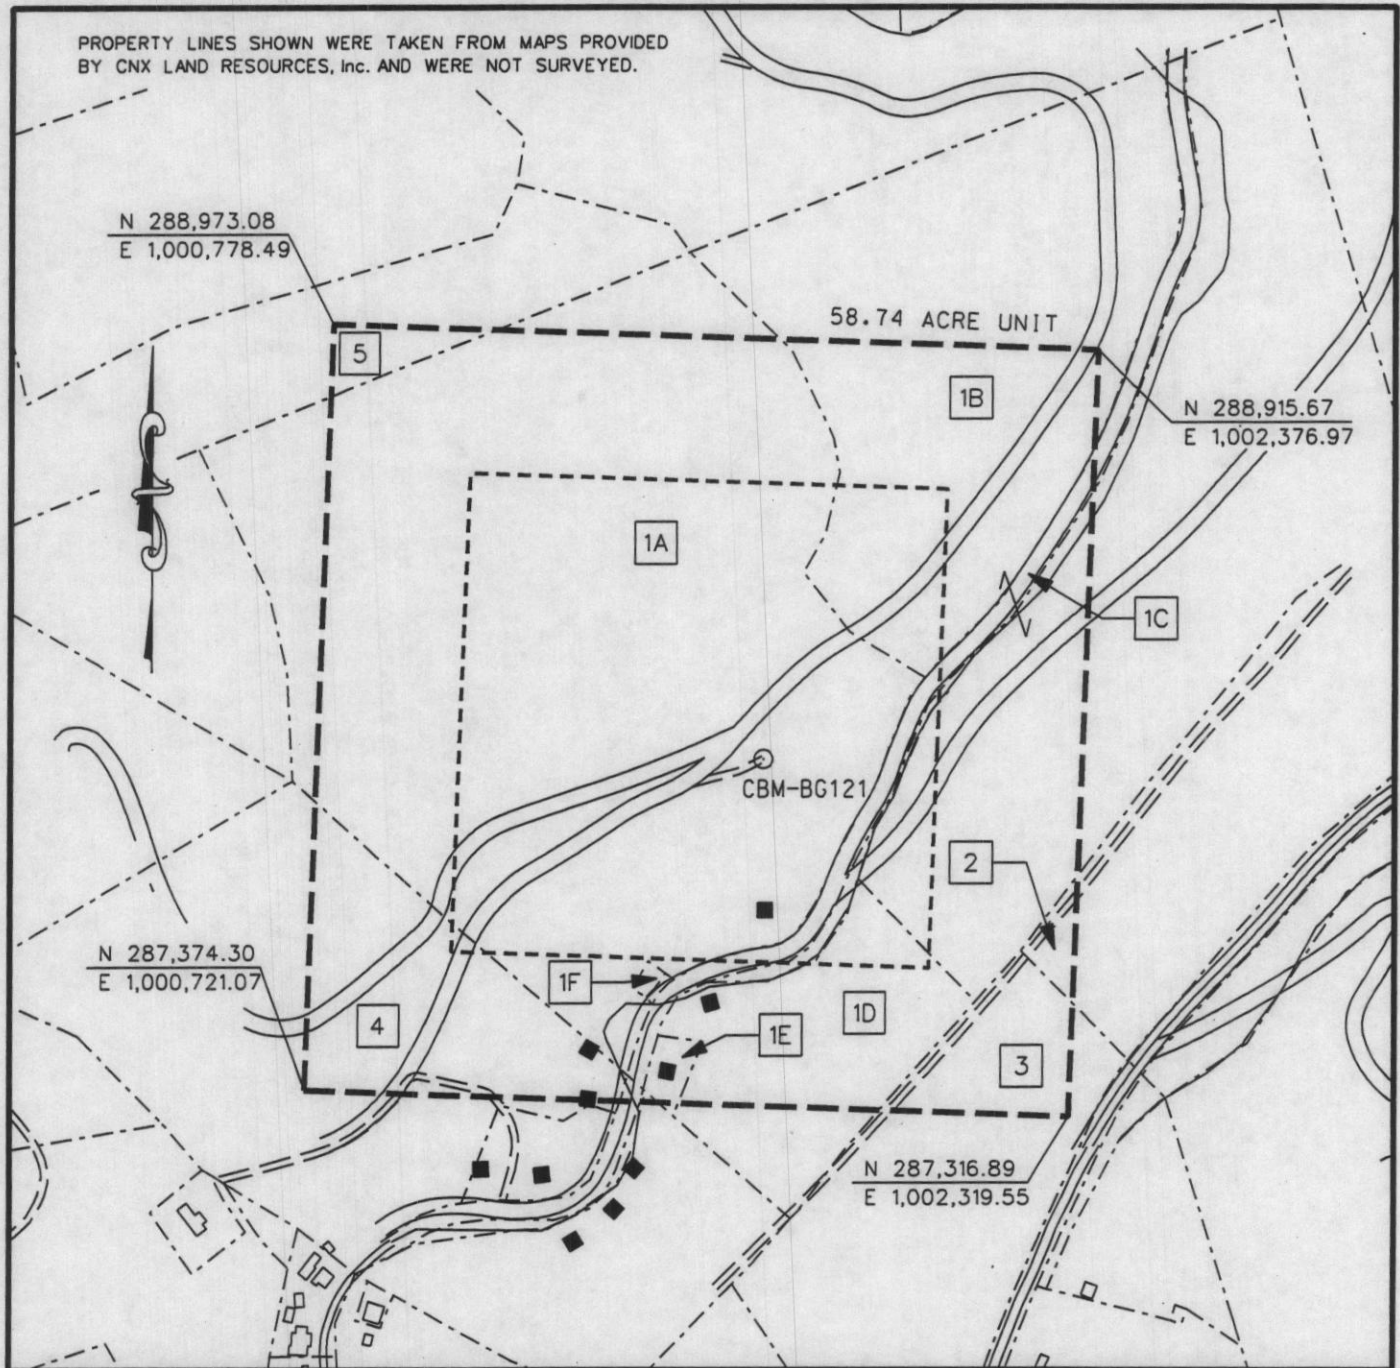 PROPERTY LINES SHOWN WERE TAKEN FROM MAPS PROVIDED
BY CNX LAND RESOURCES, Inc. AND WERE NOT SURVEYED.
N 288,973.08
E 1,000,778.49
58.74 ACRE UNIT
5
1B
N 288,915.67
E 1,002,376.97
1A
1C
CBM-BG121
2
N 287,374.30
E 1,000,721.07
1F
1D
4
1E
3
N 287,316.89
E 1,002,319.55